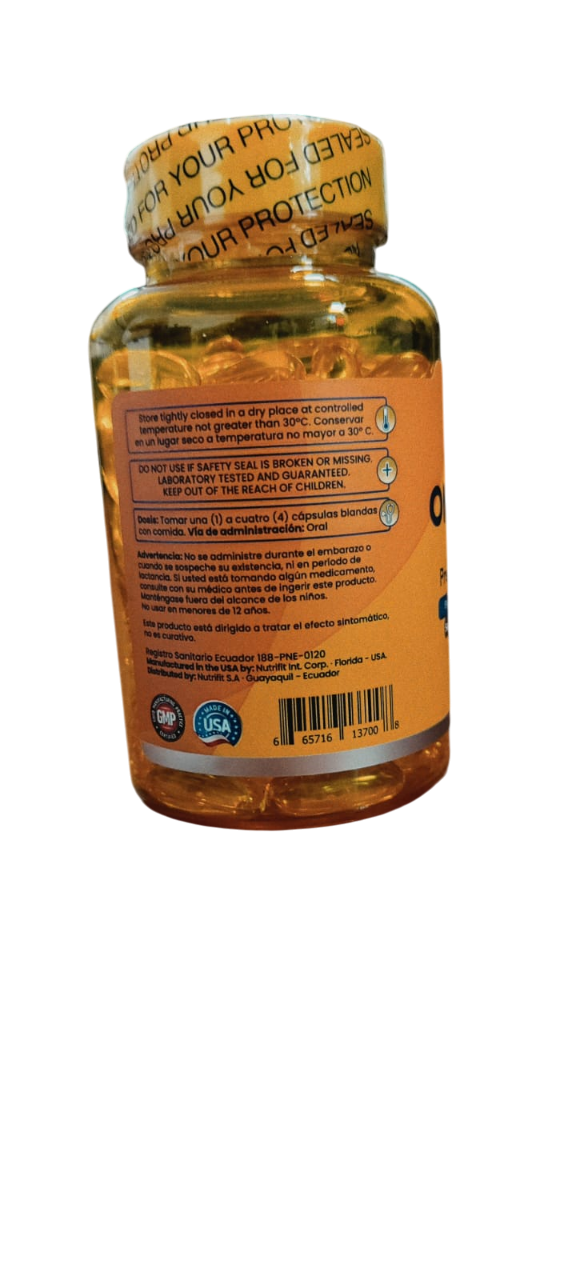 FOR YOUR PRO
SEALED FOR YOUR
YOUR PROTECTION
SEALED FO
Store tightly closed in a dry place at controlled
temperature not greater than 30°C. Conservar
en un lugar seco a temperatura no mayor a 30° C.
DO NOT USE IF SAFETY SEAL IS BROKEN OR MISSING.
LABORATORY TESTED AND GUARANTEED.
KEEP OUT OF THE REACH OF CHILDREN.
Dosis: Tomar una (1) a cuatro (4) cápsulas blandas
con comida. Vía de administración: Oral
Advertencia: No se administre durante el embarazo o
cuando se sospeche su existencia, ni en periodo de
lactancia. Si usted está tomando algún medicamento,
consulte con su médico antes de ingerir este producto.
Manténgase fuera del alcance de los niños.
No usar en menores de 12 años.
Este producto está dirigido a tratar el efecto sintomático,
no es curativo.
Registro Sanitario Ecuador 188-PNE-0120
Manufactured in the USA by: Nutrifit Int. Corp. · Florida - USA
Distributed by: Nutrifit S.A · Guayaquil - Ecuador
GMP
MADE IN
USA
6 65716 13700 8